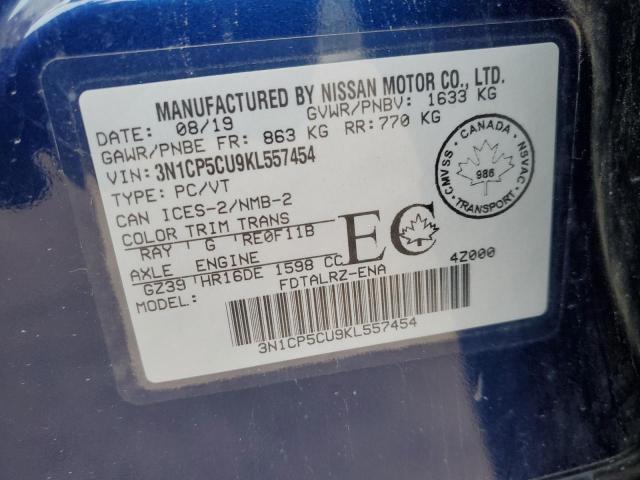 MANUFACTURED BY NISSAN MOTOR CO., LTD.
DATE: 08/19 GVWR/PNBV: 1633 KG
GAWR/PNBE FR: 863 KG RR: 770 KG
VIN: 3N1CP5CU9KL557454
TYPE: PC/VT
CAN ICES-2/NMB-2
COLOR TRIM TRANS
RAY G RE0F11B
AXLE ENGINE
GZ39 HR16DE 1598 CC
MODEL: FDTALRZ-ENA
EC
4Z000
3N1CP5CU9KL557454
CANADA
CMVSS
NSVAC
986
TRANSPORT